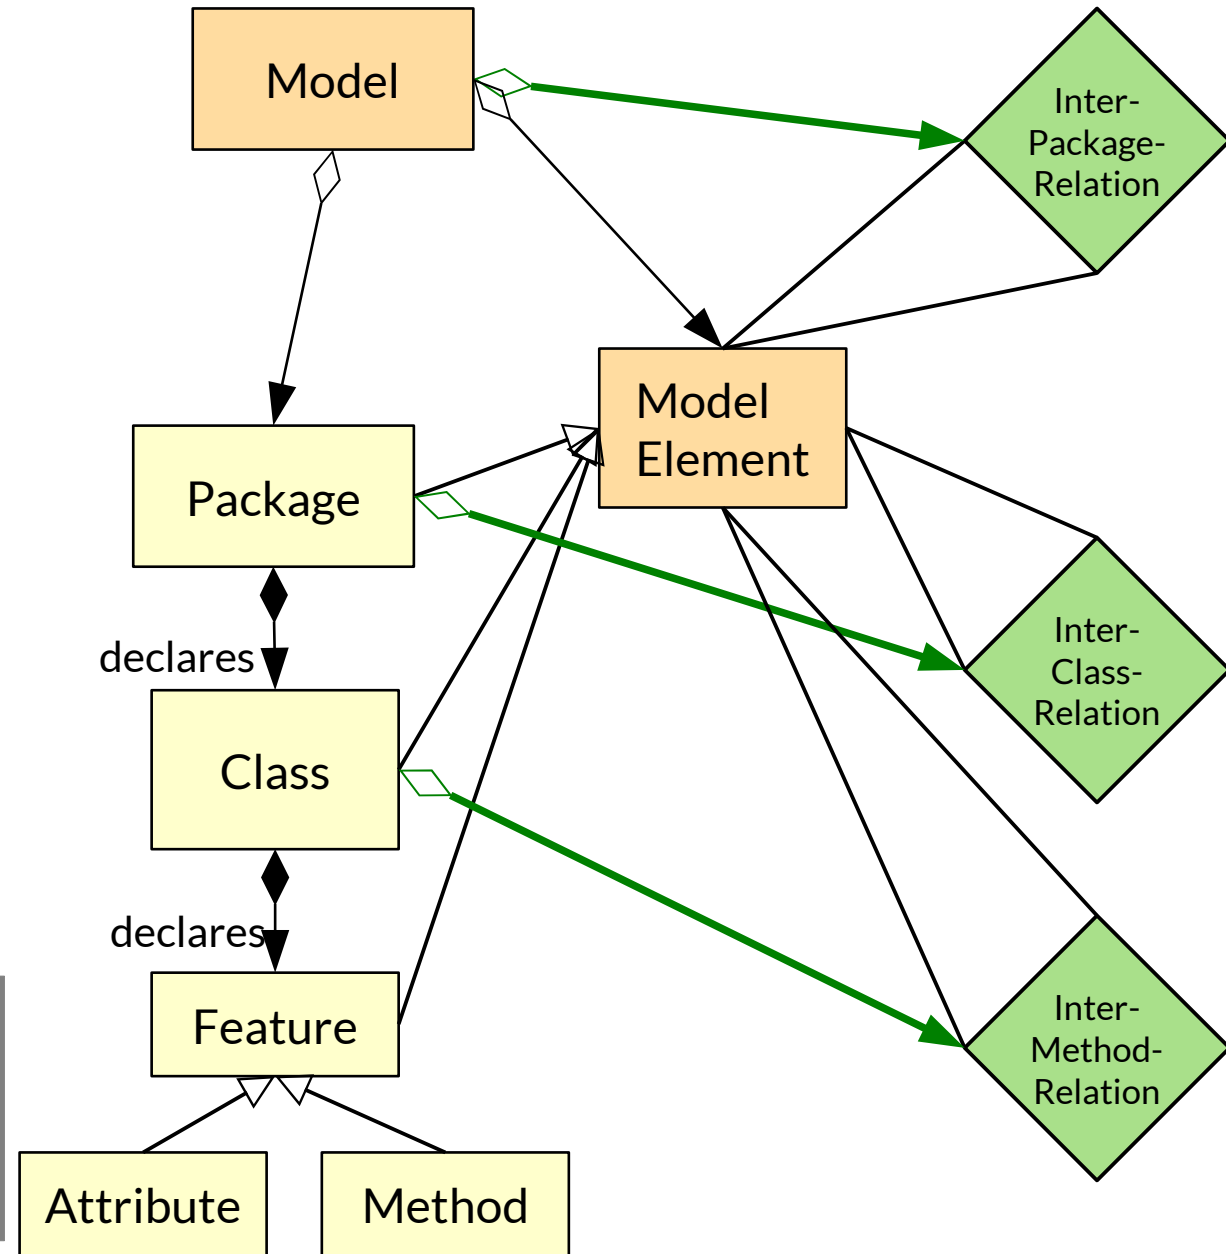 Model
Inter-
Package-
Relation
Model
Element
Package
declares
Inter-
Class-
Relation
Class
declares
Feature
Inter-
Method-
Relation
Attribute
Method